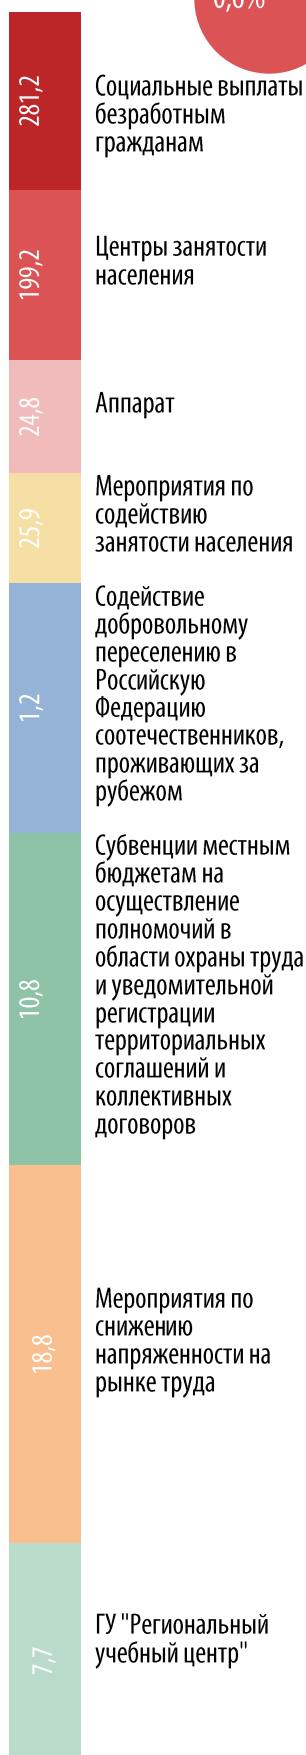 0,6%
281,2
Социальные выплаты
безработным
гражданам
199,2
Центры занятости
населения
24,8
Аппарат
25,9
Мероприятия по
содействию
занятости населения
1,2
Содействие
добровольному
переселению в
Российскую
Федерацию
соотечественников,
проживающих за
рубежом
10,8
Субвенции местным
бюджетам на
осуществление
полномочий в
области охраны труда
и уведомительной
регистрации
территориальных
соглашений и
коллективных
договоров
18,8
Мероприятия по
снижению
напряженности на
рынке труда
7,7
ГУ "Региональный
учебный центр"